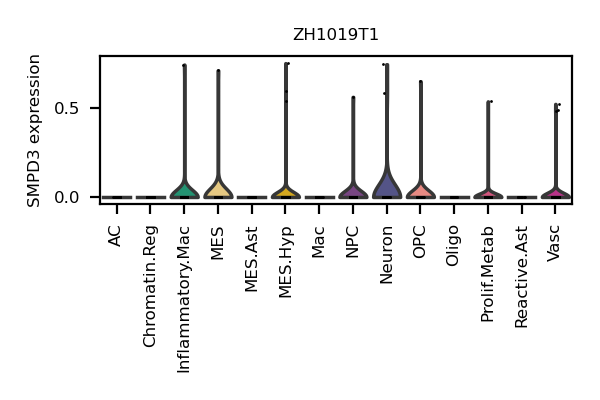 ZH1019T1
SMPD3 expression
0.5
0.0
AC
Chromatin.Reg
Inflammatory.Mac
MES
MES.Ast
MES.Hyp
Mac
NPC
Neuron
OPC
Oligo
Prolif.Metab
Reactive.Ast
Vasc